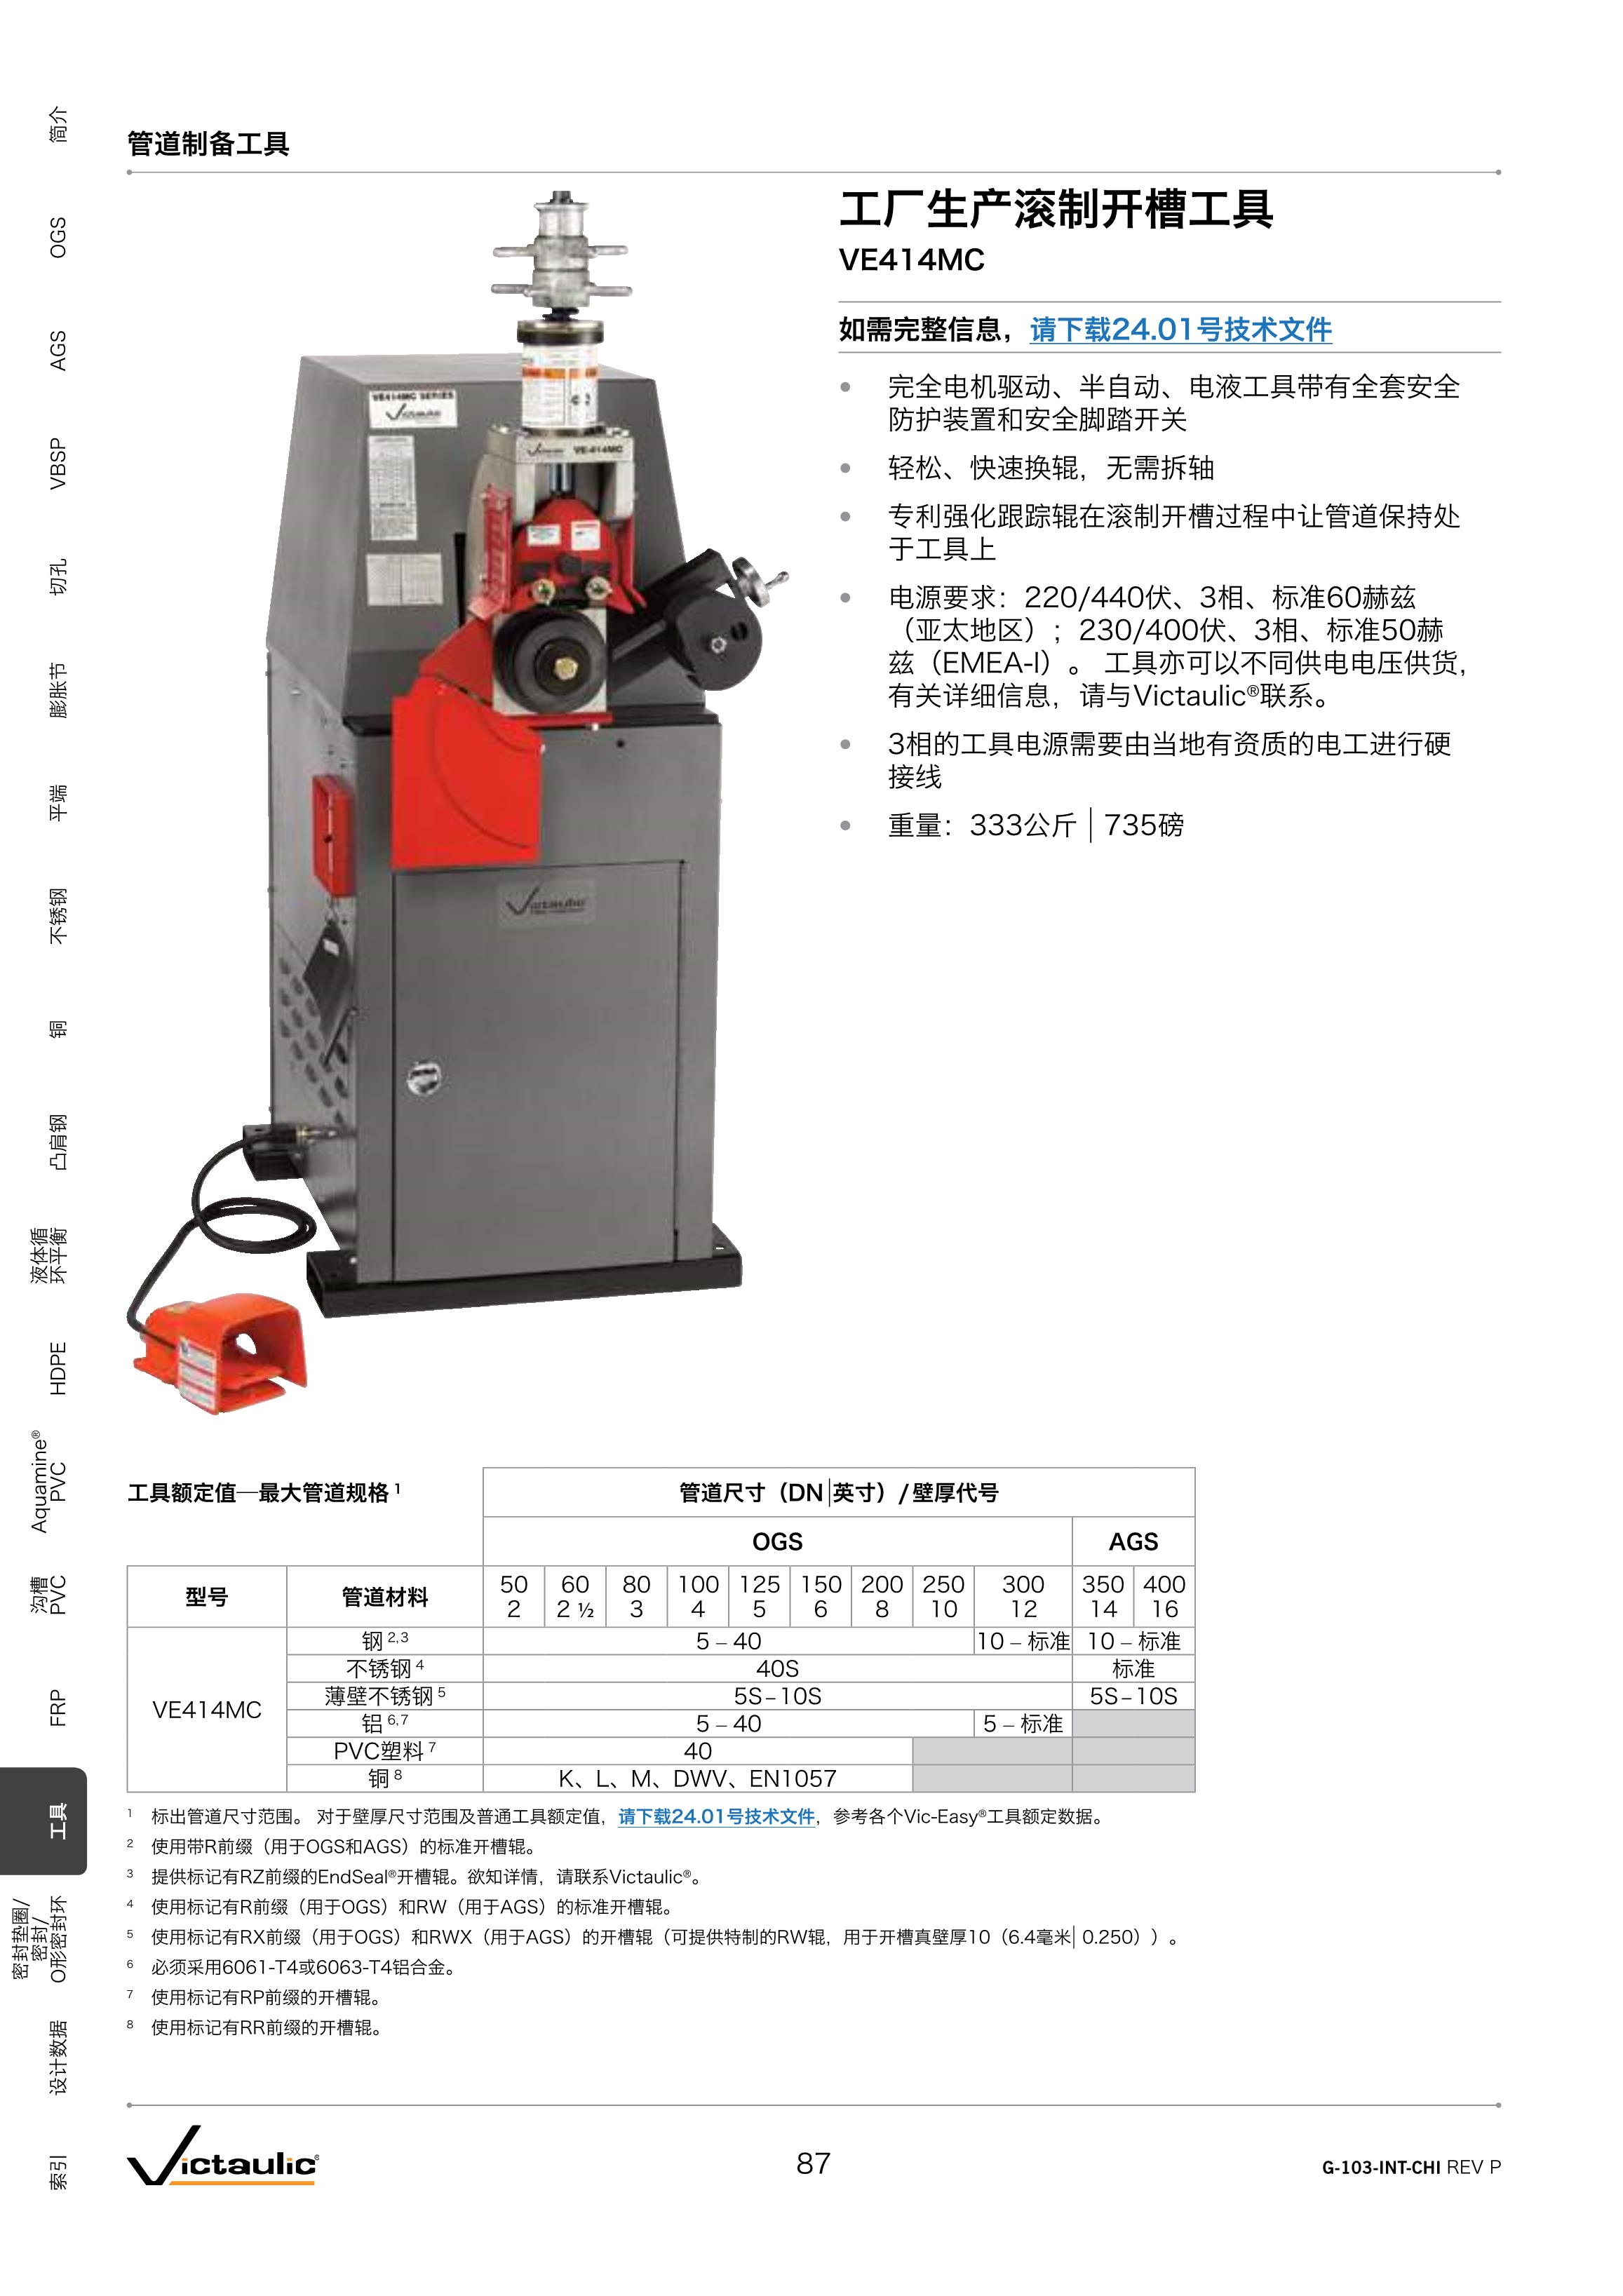 管道制备工具
工厂生产滚制开槽工具
VE414MC
如需完整信息，请下载24.01号技术文件
• 完全电机驱动、半自动、电液工具带有全套安全
防护装置和安全脚踏开关
• 轻松、快速换辊，无需拆轴
• 专利强化跟踪辊在滚制开槽过程中让管道保持处
于工具上
• 电源要求：220/440伏、3相、标准60赫兹
（亚太地区）；230/400伏、3相、标准50赫
兹（EMEA-I）。 工具亦可以不同供电电压供货，
有关详细信息，请与Victaulic®联系。
• 3相的工具电源需要由当地有资质的电工进行硬
接线
• 重量：333公斤 | 735磅
VE414MC SERIES
Victaulic
Victaulic VE414MC
Victaulic
工具额定值—最大管道规格 1
管道尺寸（DN|英寸）/ 壁厚代号
OGS AGS
型号 管道材料
50 60 80 100 125 150 200 250 300 350 400
2 2 ½ 3 4 5 6 8 10 12 14 16
VE414MC
钢 2,3 5 – 40 10 – 标准 10 – 标准
不锈钢 4 40S 标准
薄壁不锈钢 5 5S – 10S 5S – 10S
铝 6,7 5 – 40 5 – 标准
PVC塑料 7 40
铜 8 K、L、M、DWV、EN1057
1 标出管道尺寸范围。 对于壁厚尺寸范围及普通工具额定值，请下载24.01号技术文件，参考各个Vic-Easy®工具额定数据。
2 使用带R前缀（用于OGS和AGS）的标准开槽辊。
3 提供标记有RZ前缀的EndSeal®开槽辊。欲知详情，请联系Victaulic®。
4 使用标记有R前缀（用于OGS）和RW（用于AGS）的标准开槽辊。
5 使用标记有RX前缀（用于OGS）和RWX（用于AGS）的开槽辊（可提供特制的RW辊，用于开槽真壁厚10（6.4毫米| 0.250））。
6 必须采用6061-T4或6063-T4铝合金。
7 使用标记有RP前缀的开槽辊。
8 使用标记有RR前缀的开槽辊。
Victaulic®
87
G-103-INT-CHI REV P
简介
OGS
AGS
VBSP
切孔
膨胀节
平端
不锈钢
铜
凸肩钢
液体循
环平衡
HDPE
Aquamine®
PVC
沟槽
PVC
FRP
工具
密封垫圈/
密封/
O形密封环
设计数据
索引